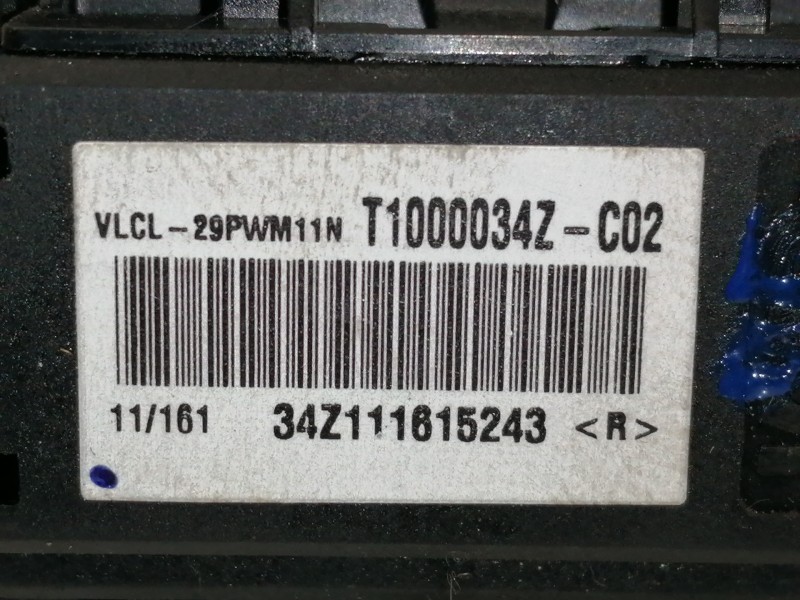 VLCL-29PWM11N T1000034Z-C02
11/161 34Z111615243 <R>